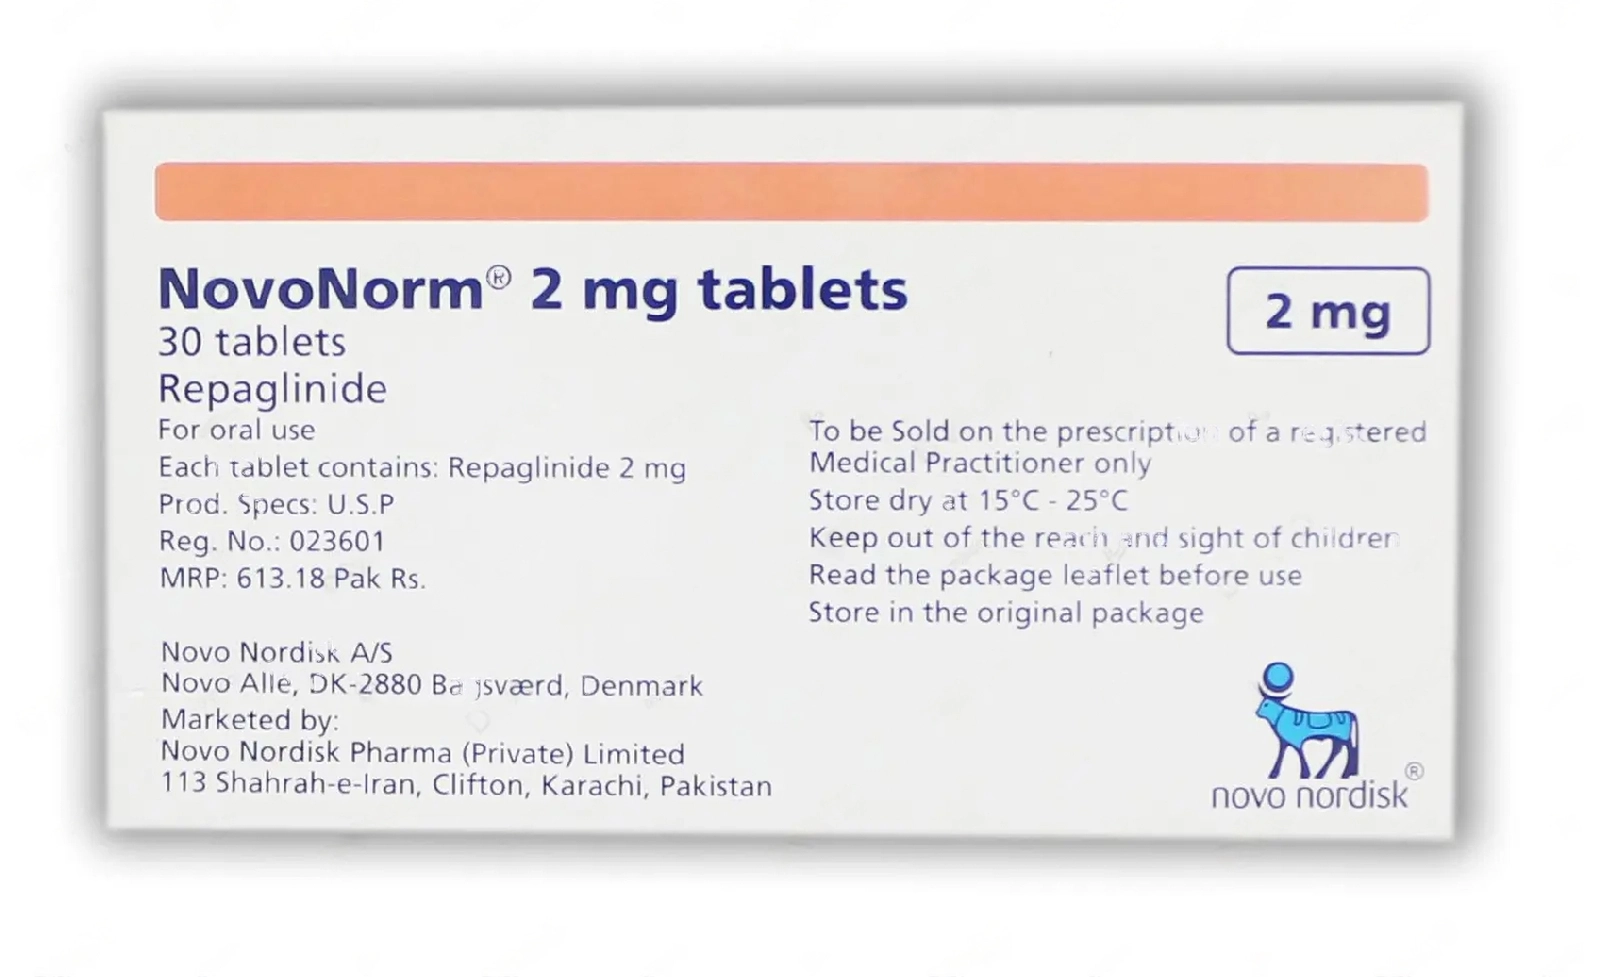 NovoNorm® 2 mg tablets
2 mg
30 tablets
Repaglinide
For oral use
Each tablet contains: Repaglinide 2 mg
Prod. Specs: U.S.P
Reg. No.: 023601
MRP: 613.18 Pak Rs.
Novo Nordisk A/S
Novo Allé, DK-2880 Bagsværd, Denmark
Marketed by:
Novo Nordisk Pharma (Private) Limited
113 Shahrah-e-Iran, Clifton, Karachi, Pakistan
To be Sold on the prescription of a registered
Medical Practitioner only
Store dry at 15°C - 25°C
Keep out of the reach and sight of children
Read the package leaflet before use
Store in the original package
novo nordisk®